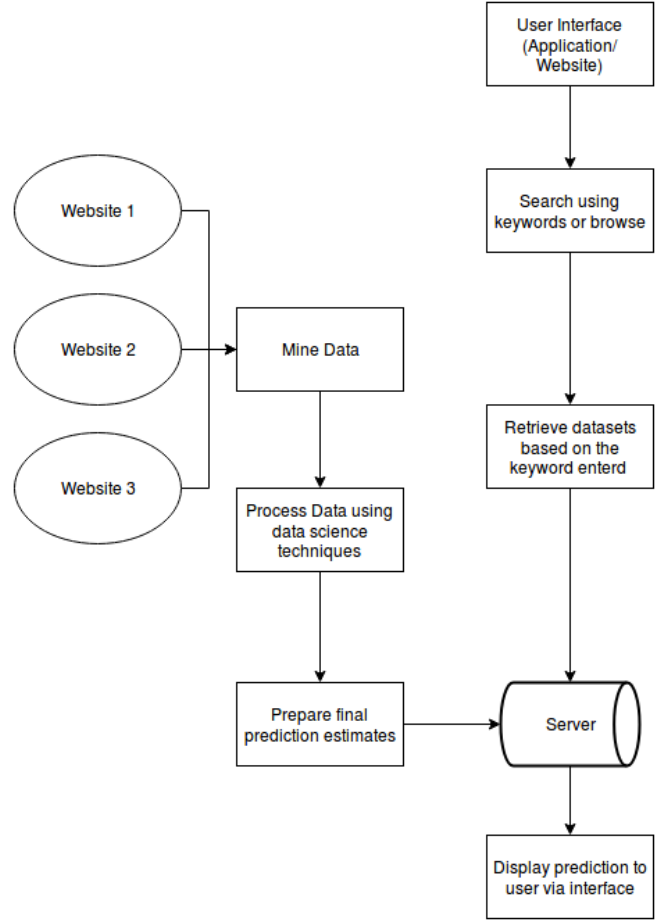 User Interface
(Application/
Website)
Website 1
Search using
keywords or browse
Website 2
Mine Data
Retrieve datasets
based on the
keyword enterd
Website 3
Process Data using
data science
techniques
Prepare final
prediction estimates
Server
Display prediction to
user via interface